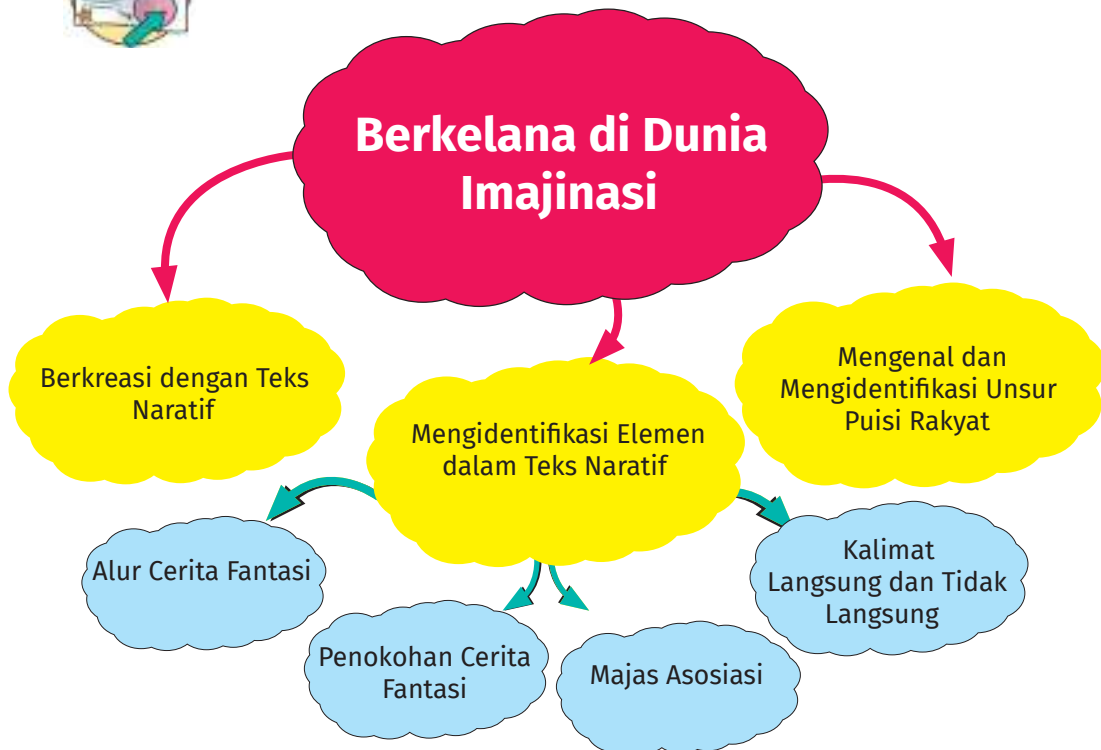 Berkelana di Dunia
Imajinasi
Berkreasi dengan Teks
Naratif
Mengidentifikasi Elemen
dalam Teks Naratif
Mengenal dan
Mengidentifikasi Unsur
Puisi Rakyat
Alur Cerita Fantasi
Penokohan Cerita
Fantasi
Majas Asosiasi
Kalimat
Langsung dan Tidak
Langsung